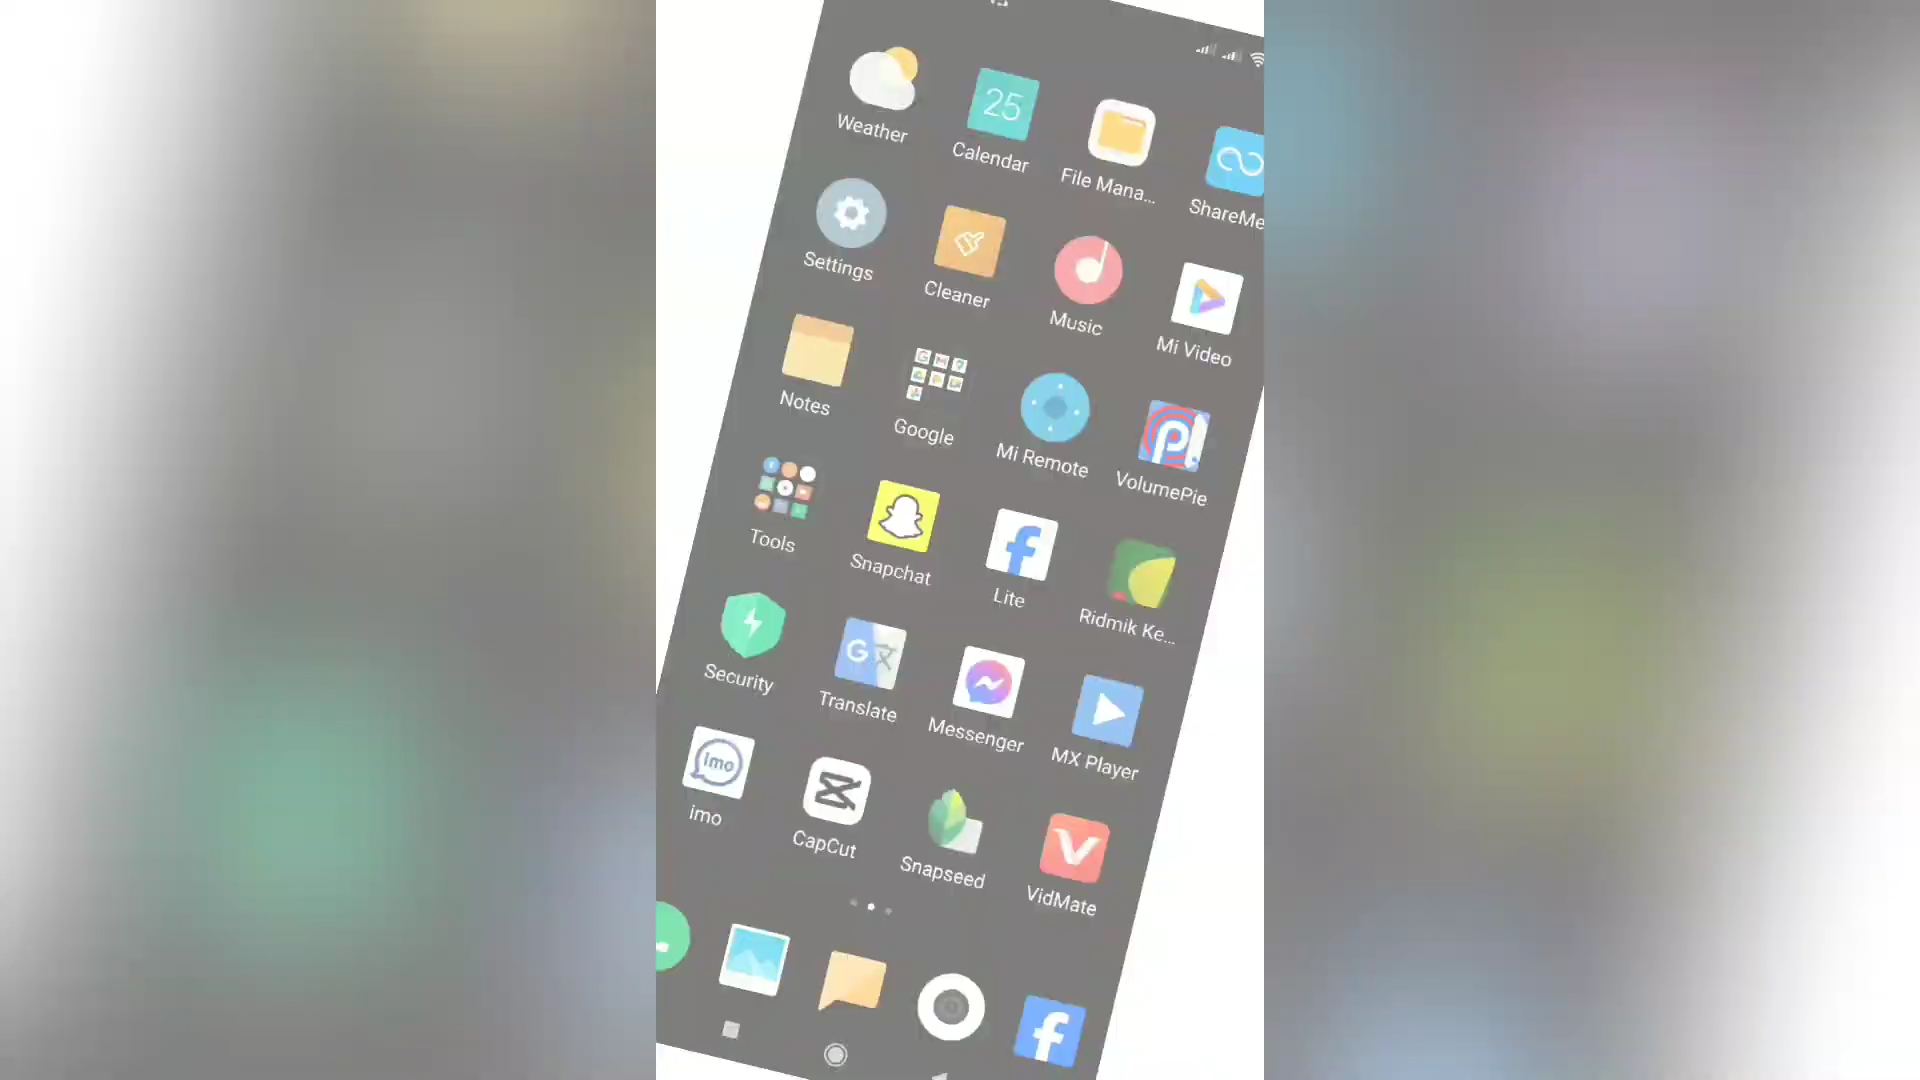 Weather
25
Calendar
File Mana...
ShareMe
Settings
Cleaner
Music
Mi Video
Notes
Google
Mi Remote
VolumePie
Tools
Snapchat
Lite
Ridmik Ke...
Security
G
Translate
Messenger
MX Player
imo
imo
CapCut
Snapseed
VidMate